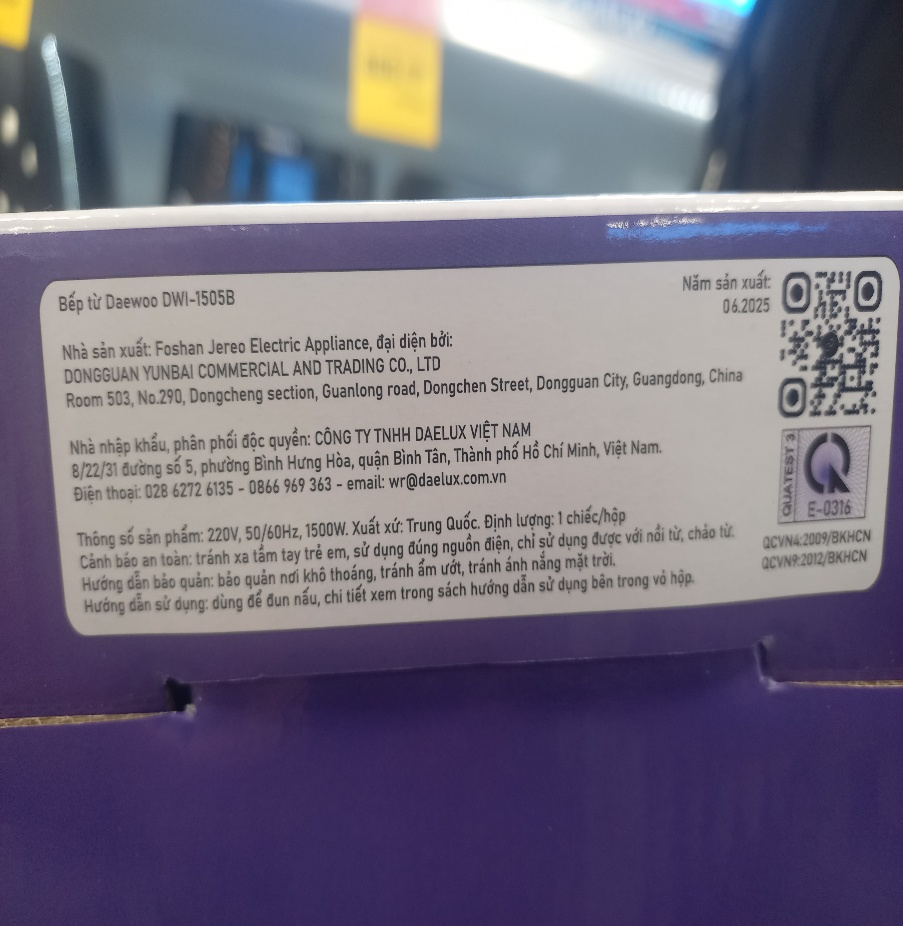 Bếp từ Daewoo DWI-1505B
Năm sản xuất:
06.2025
Nhà sản xuất: Foshan Jereo Electric Appliance, đại diện bởi:
DONGGUAN YUNBAI COMMERCIAL AND TRADING CO., LTD
Room 503, No.290, Dongcheng section, Guanlong road, Dongchen Street, Dongguan City, Guangdong, China
Nhà nhập khẩu, phân phối độc quyền: CÔNG TY TNHH DAELUX VIỆT NAM
8/22/31 đường số 5, phường Bình Hưng Hòa, quận Bình Tân, Thành phố Hồ Chí Minh, Việt Nam.
Điện thoại: 028 6272 6135 - 0866 969 363 - email: wr@daelux.com.vn
Thông số sản phẩm: 220V, 50/60Hz, 1500W. Xuất xứ: Trung Quốc. Định lượng: 1 chiếc/hộp
Cảnh báo an toàn: tránh xa tầm tay trẻ em, sử dụng đúng nguồn điện, chỉ sử dụng được với nồi từ, chảo từ.
Hướng dẫn bảo quản: bảo quản nơi khô thoáng, tránh ẩm ướt, tránh ánh nắng mặt trời.
Hướng dẫn sử dụng: dùng để đun nấu, chi tiết xem trong sách hướng dẫn sử dụng bên trong vỏ hộp.
QUATEST 3
E-0316
QCVN4:2009/BKHCN
QCVN9:2012/BKHCN